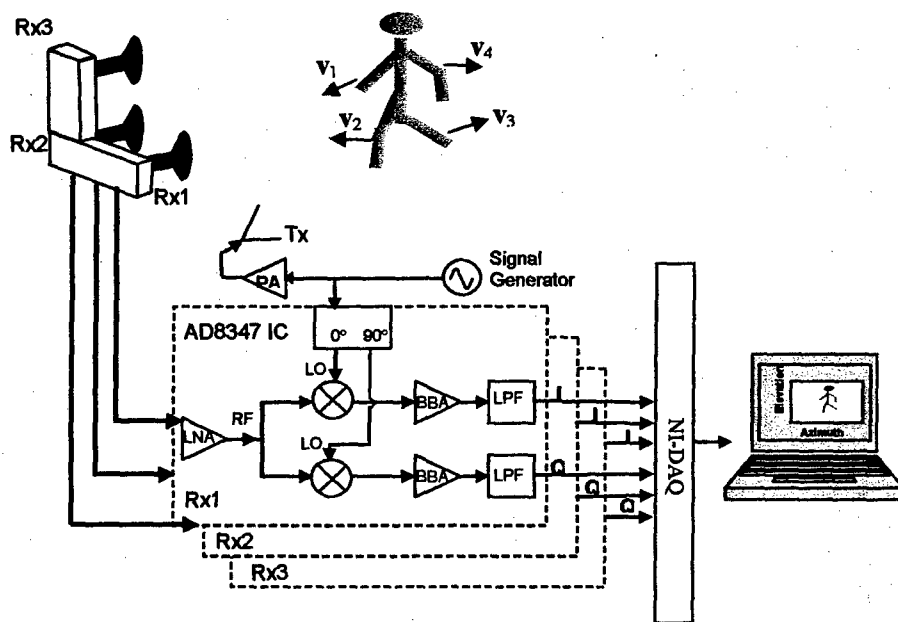 Rx3
Rx2
Rx1
v1
v2
v4
v3
Tx
PA
Signal
Generator
AD8347 IC
0° 90°
LO
LO
RF
LNA
BBA
LPF
I
I
I
BBA
LPF
Q
Q
Q
Rx1
Rx2
Rx3
NI-DAQ
Elevation
Azimuth